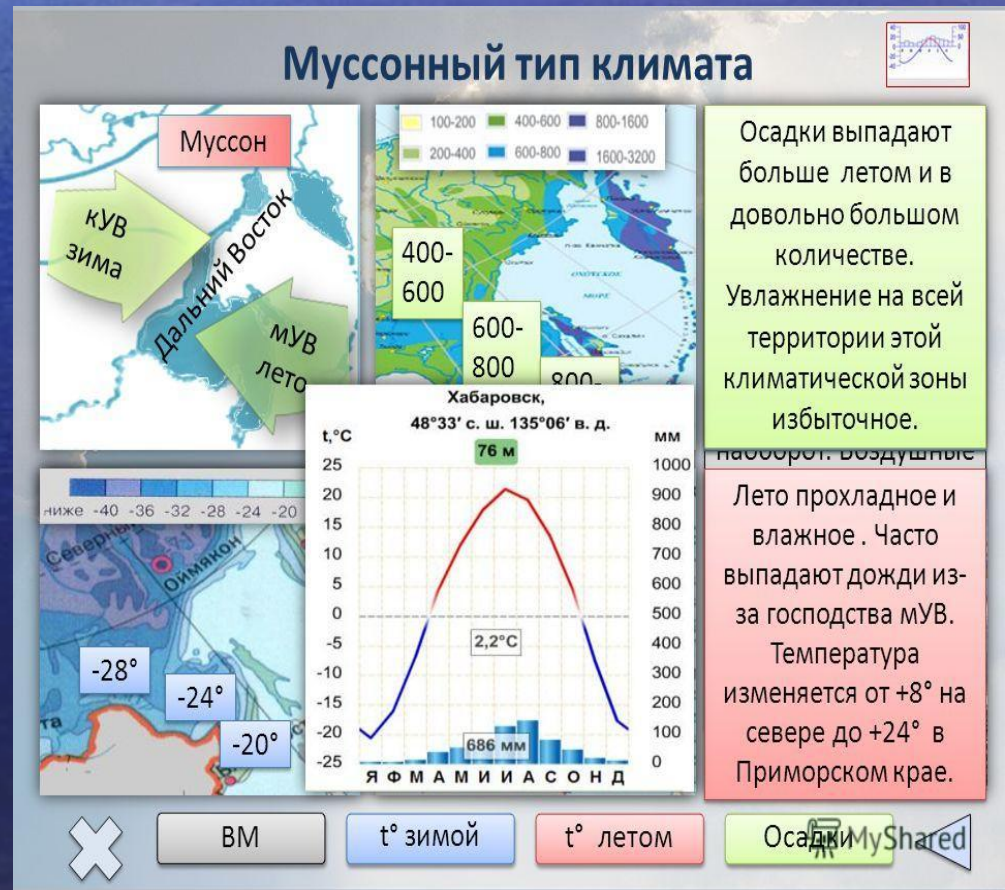 Муссонный тип климата
Муссон
кУВ
зима
Дальний Восток
мУВ
лето
100-200
400-600
800-1600
200-400
600-800
1600-3200
400-
600
600-
800
800-
ОХОТСКОЕ
МОРЕ
Осадки выпадают
больше летом и в
довольно большом
количестве.
Увлажнение на всей
территории этой
климатической зоны
избыточное.
наоборот. Воздушные
Лето прохладное и
влажное . Часто
выпадают дожди из-
за господства мУВ.
Температура
изменяется от +8° на
севере до +24° в
Приморском крае.
ниже -40 -36 -32 -28 -24 -20
Оймякон
-28°
-24°
-20°
Хабаровск,
48°33′ с. ш. 135°06′ в. д.
t,°C
76 м
мм
25 1000
20 900
15 800
10 700
5 600
0 500
-5 400
-10 300
-15 200
-20 100
-25 0
2,2°C
686 мм
Я Ф М А М И И А С О Н Д
ВМ
t° зимой
t° летом
Осадки
MyShared